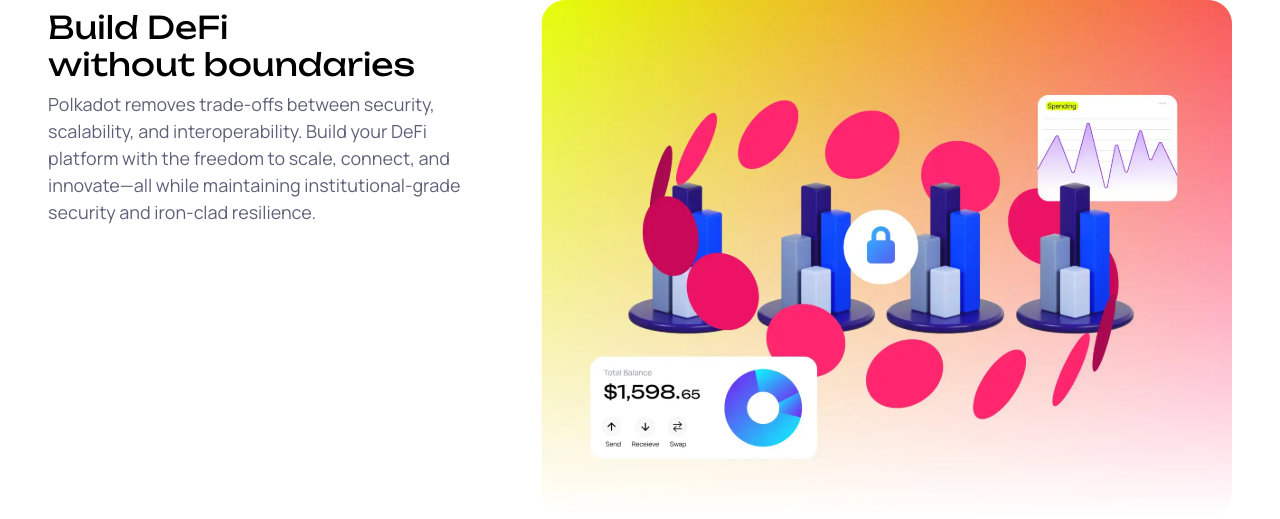 Build DeFi
without boundaries
Polkadot removes trade-offs between security,
scalability, and interoperability. Build your DeFi
platform with the freedom to scale, connect, and
innovate—all while maintaining institutional-grade
security and iron-clad resilience.
Spending
Total Balance
$1,598.65
Send Receieve Swap